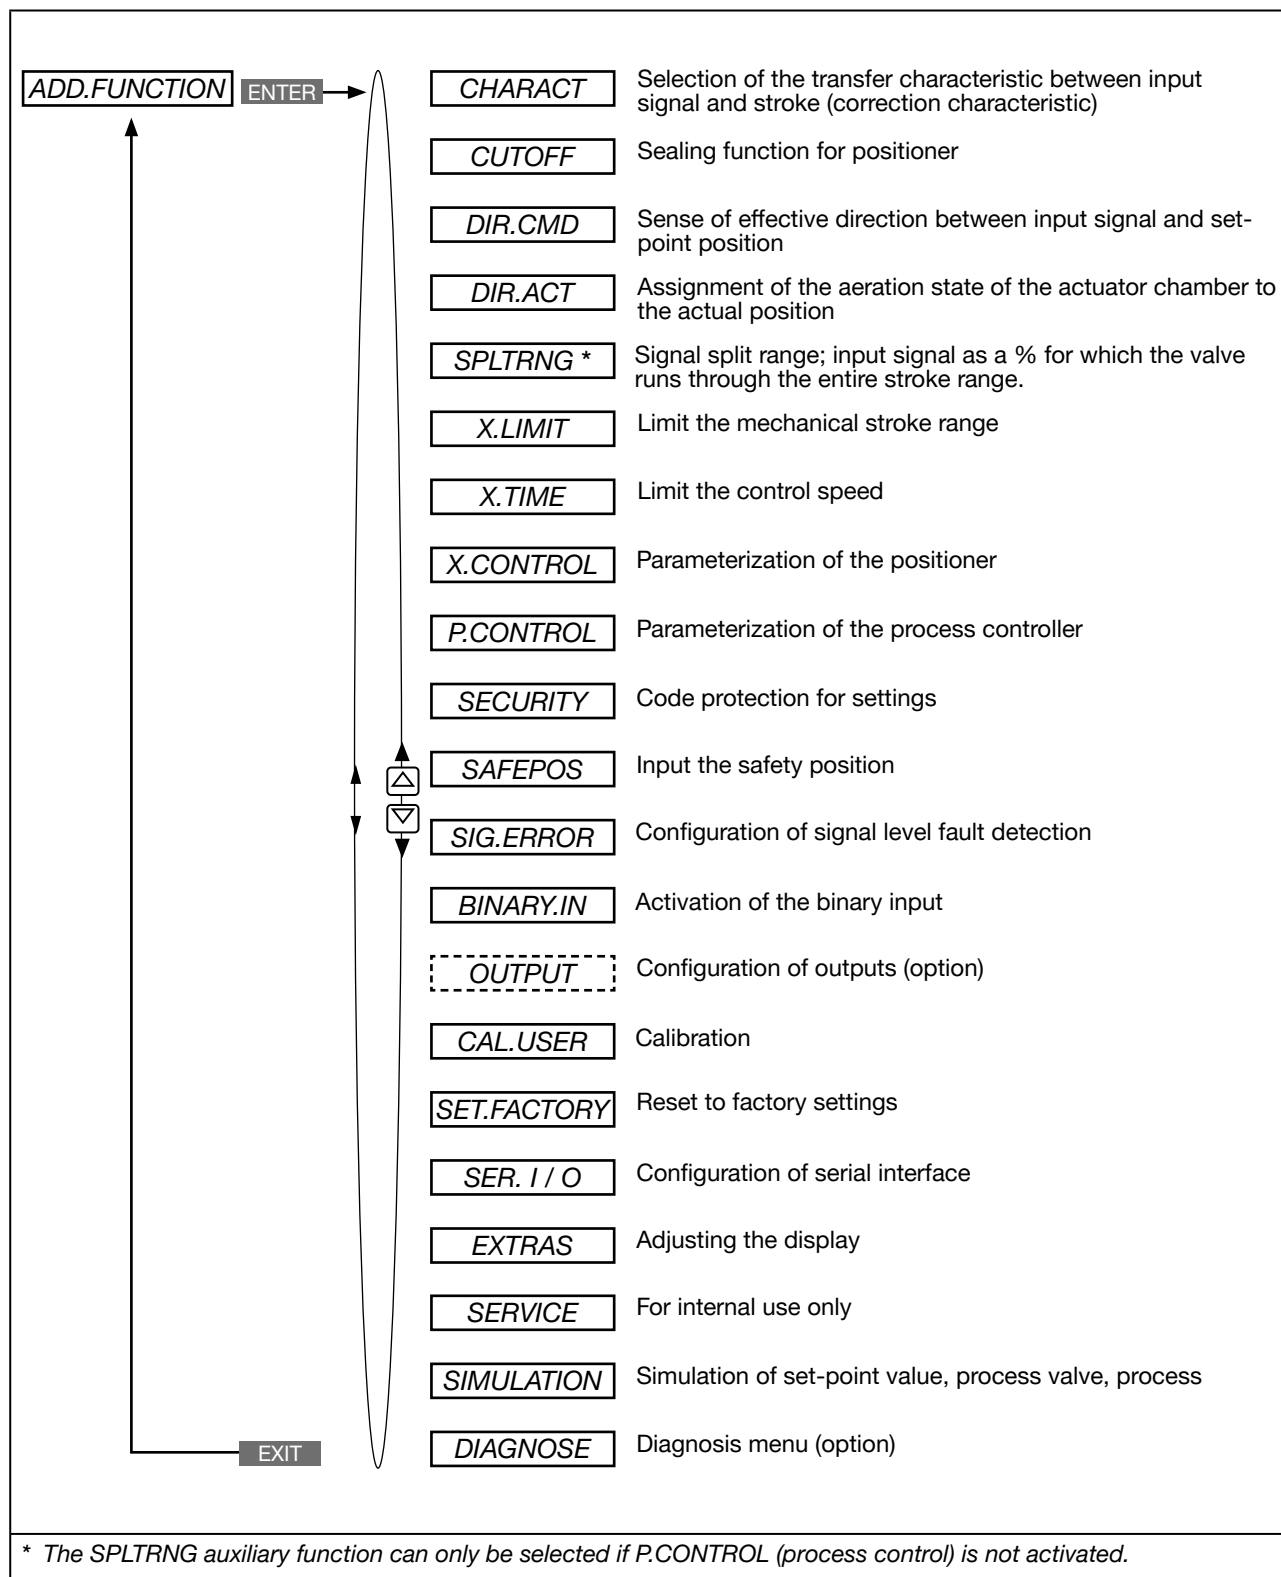 ADD.FUNCTION ENTER
CHARACT Selection of the transfer characteristic between input
signal and stroke (correction characteristic)
CUTOFF Sealing function for positioner
DIR.CMD Sense of effective direction between input signal and set-
point position
DIR.ACT Assignment of the aeration state of the actuator chamber to
the actual position
SPLTRNG * Signal split range; input signal as a % for which the valve
runs through the entire stroke range.
X.LIMIT Limit the mechanical stroke range
X.TIME Limit the control speed
X.CONTROL Parameterization of the positioner
P.CONTROL Parameterization of the process controller
SECURITY Code protection for settings
SAFEPOS Input the safety position
SIG.ERROR Configuration of signal level fault detection
BINARY.IN Activation of the binary input
OUTPUT Configuration of outputs (option)
CAL.USER Calibration
SET.FACTORY Reset to factory settings
SER. I / O Configuration of serial interface
EXTRAS Adjusting the display
SERVICE For internal use only
SIMULATION Simulation of set-point value, process valve, process
EXIT
DIAGNOSE Diagnosis menu (option)
* The SPLTRNG auxiliary function can only be selected if P.CONTROL (process control) is not activated.